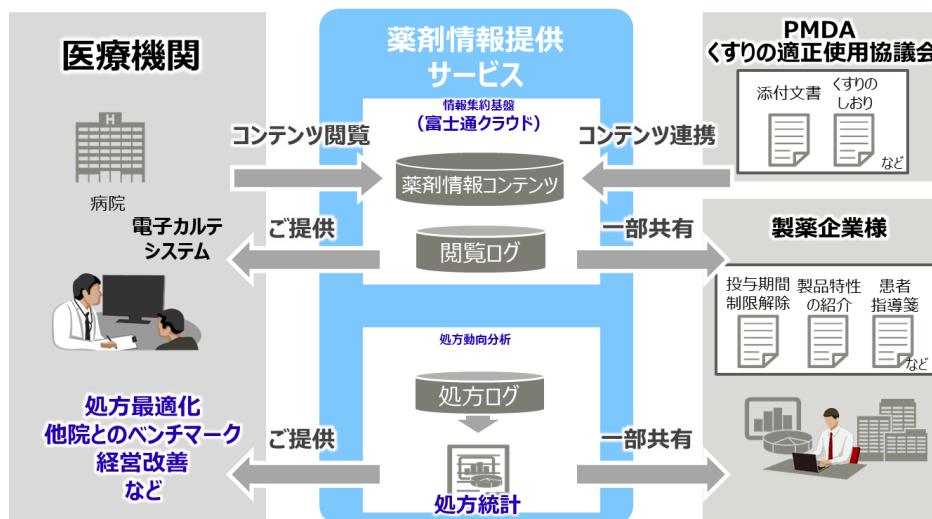 医療機関
病院
電子カルテ
システム
処方最適化
他院とのベンチマーク
経営改善
など
コンテンツ閲覧
ご提供
ご提供
薬剤情報提供
サービス
情報集約基盤
（富士通クラウド）
薬剤情報コンテンツ
閲覧ログ
処方動向分析
処方ログ
処方統計
コンテンツ連携
一部共有
一部共有
PMDA
くすりの適正使用協議会
添付文書
くすりの
しおり
など
製薬企業様
投与期間
制限解除
製品特性
の紹介
患者
指導箋
など